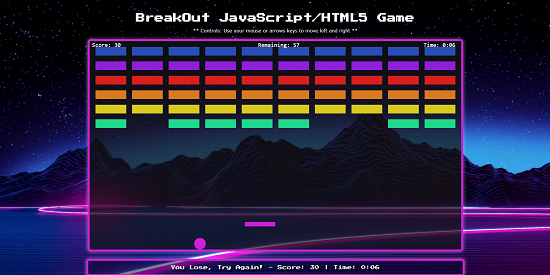 BreakOut JavaScript/HTML5 Game
** Controls: Use your mouse or arrows keys to move left and right **
Score: 30 Remaining: 57 Time: 0:06
You Lose, Try Again! - Score: 30 | Time: 0:06